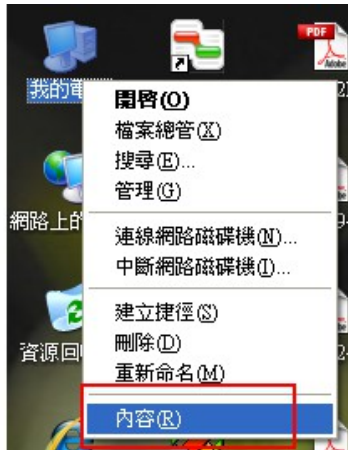 PDF
Adobe
我的電
開啓(O)
檔案總管(X)
搜尋(E)...
管理(G)
網路上的
連線網路磁碟機(N)...
中斷網路磁碟機(I)...
建立捷徑(S)
刪除(D)
資源回
重新命名(M)
內容(R)